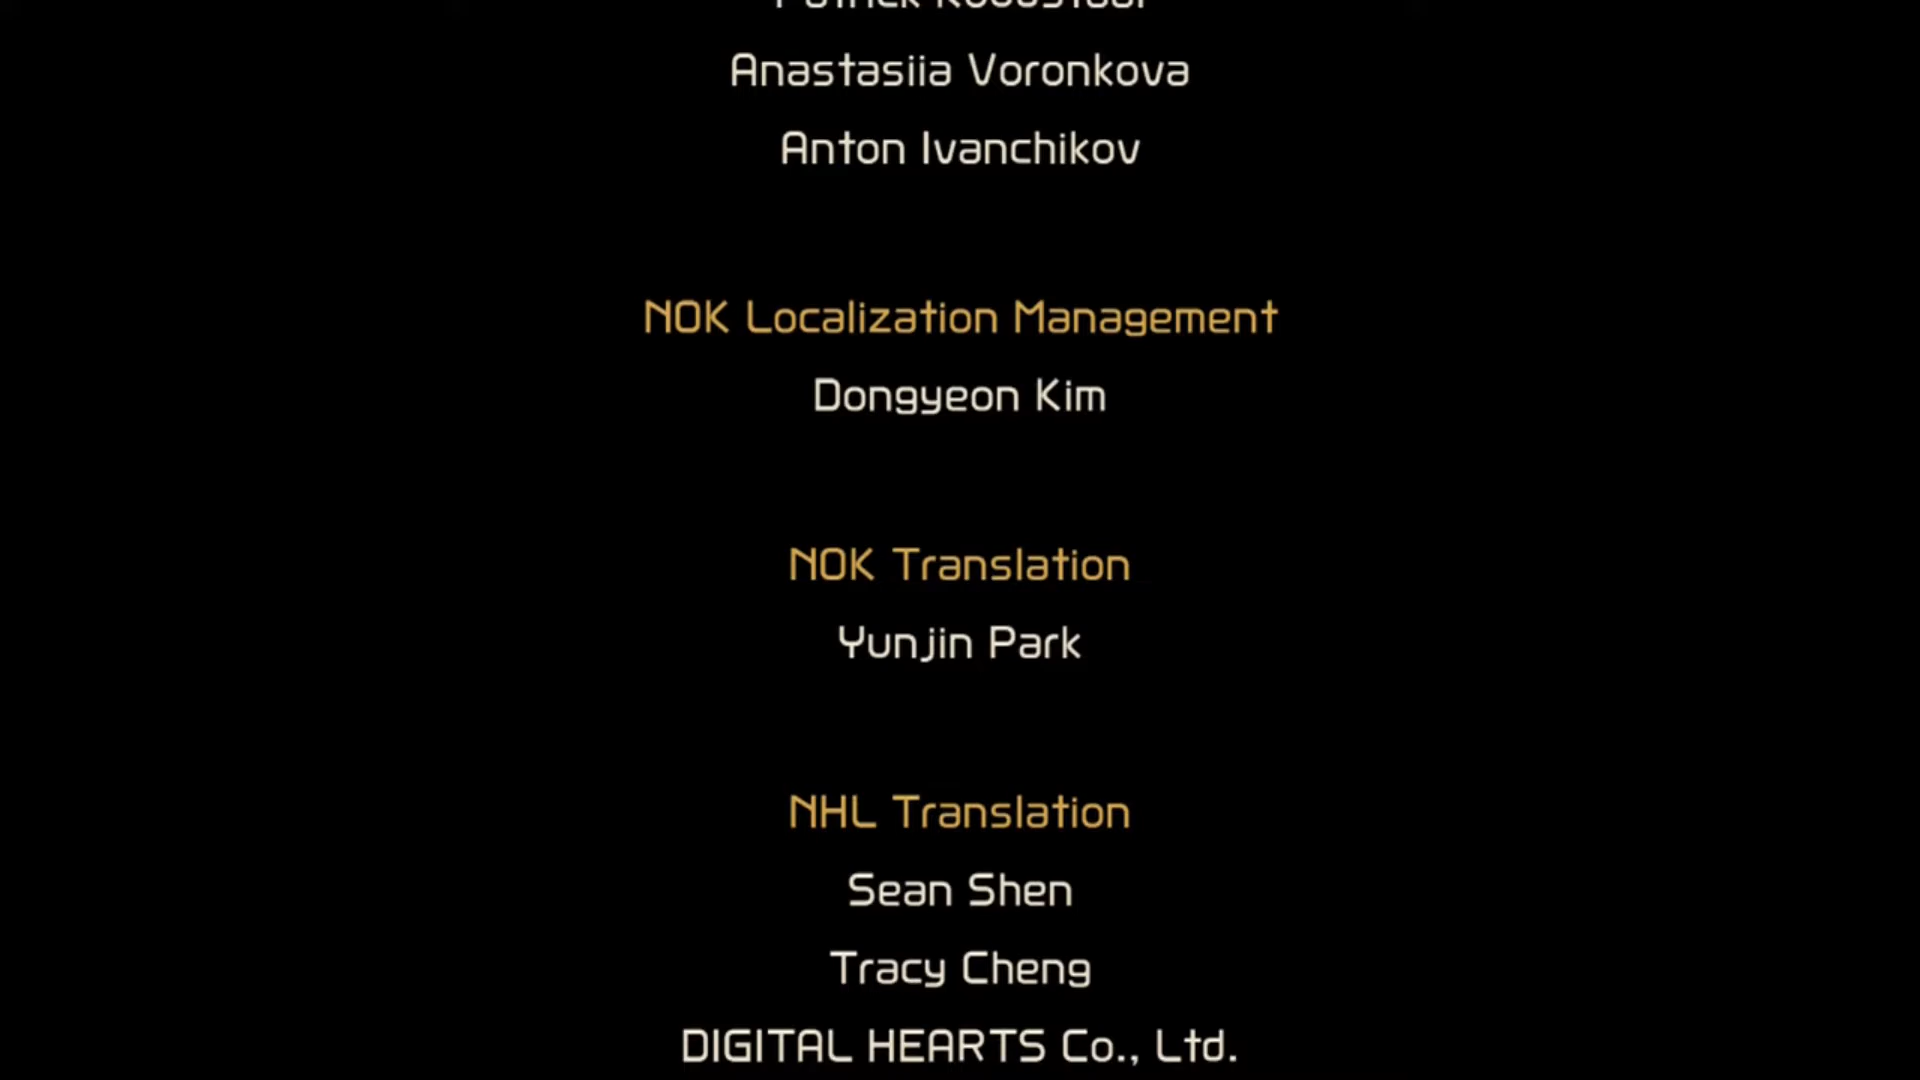 Anastasiia Voronkova
Anton Ivanchikov
NOK Localization Management
Dongyeon Kim
NOK Translation
Yunjin Park
NHL Translation
Sean Shen
Tracy Cheng
DIGITAL HEARTS Co., Ltd.